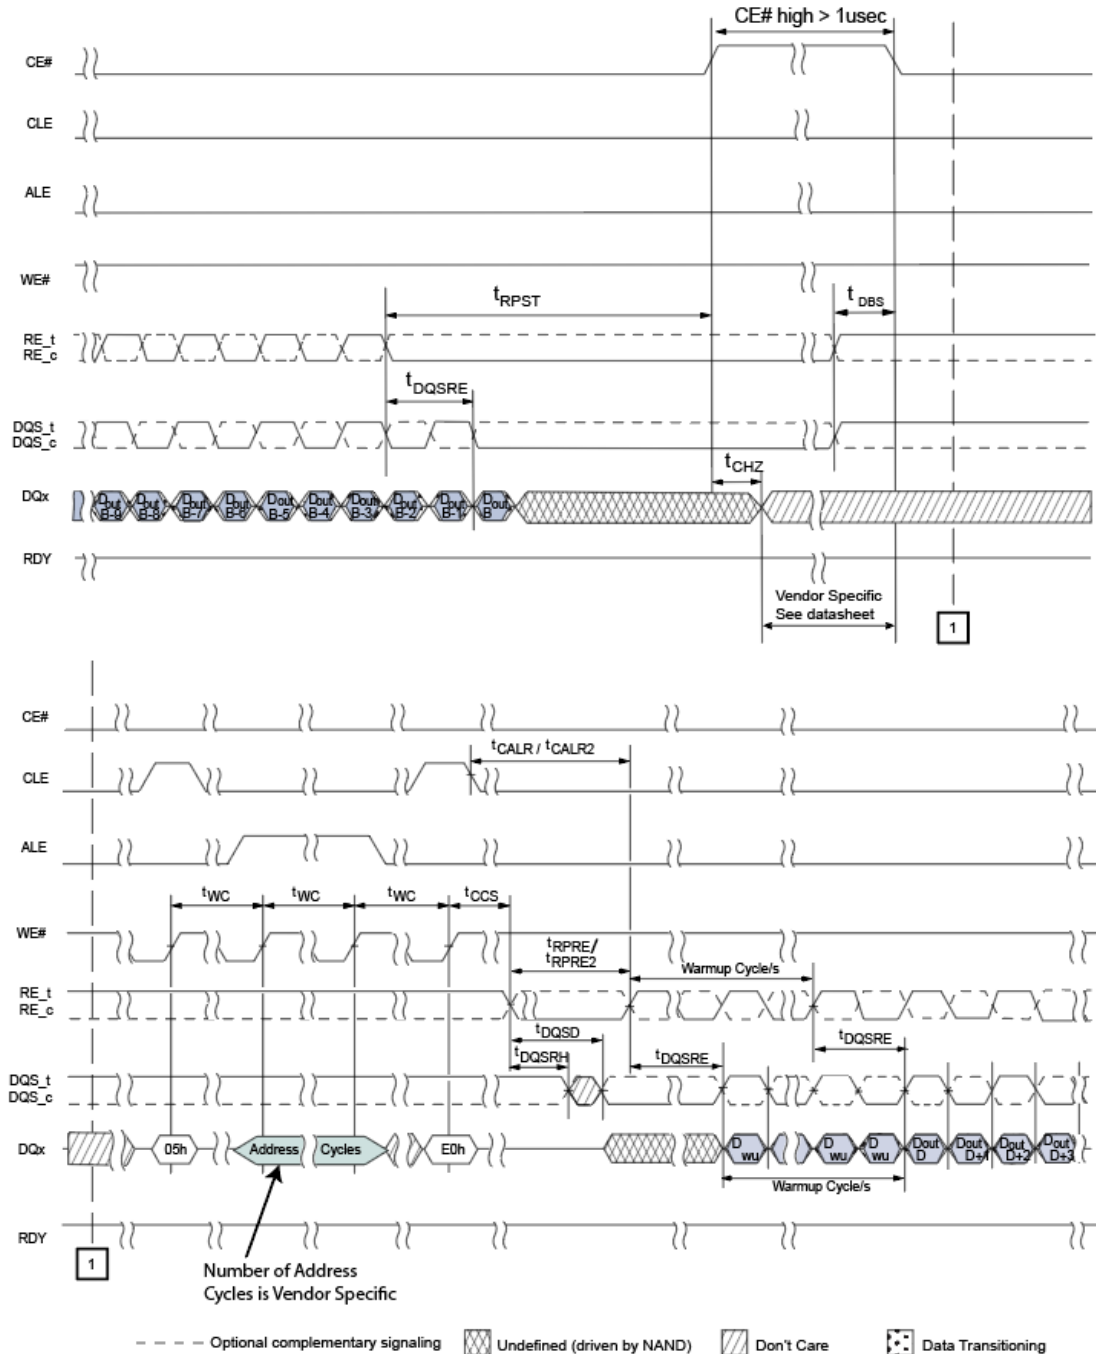 CE# high > 1usec
CE#
CLE
ALE
WE#
tRPST
t DBS
RE_t
RE_c
tDQSRE
DQS_t
DQS_c
tCHZ
DQx
Dout B-9
Dout B-8
Dout B-7
Dout B-6
Dout B-5
Dout B-4
Dout B-3
Dout B-2
Dout B-1
Dout B
RDY
Vendor Specific
See datasheet
1
CE#
tCALR / tCALR2
CLE
ALE
tWC
tWC
tWC
tCCS
WE#
tRPRE/
tRPRE2
Warmup Cycle/s
RE_t
RE_c
tDQSD
tDQSRH
tDQSRE
tDQSRE
DQS_t
DQS_c
DQx
05h
Address Cycles
E0h
D wu
D wu
D wu
Dout D
Dout D+1
Dout D+2
Dout D+3
Warmup Cycle/s
RDY
1
Number of Address
Cycles is Vendor Specific
Optional complementary signaling
Undefined (driven by NAND)
Don't Care
Data Transitioning